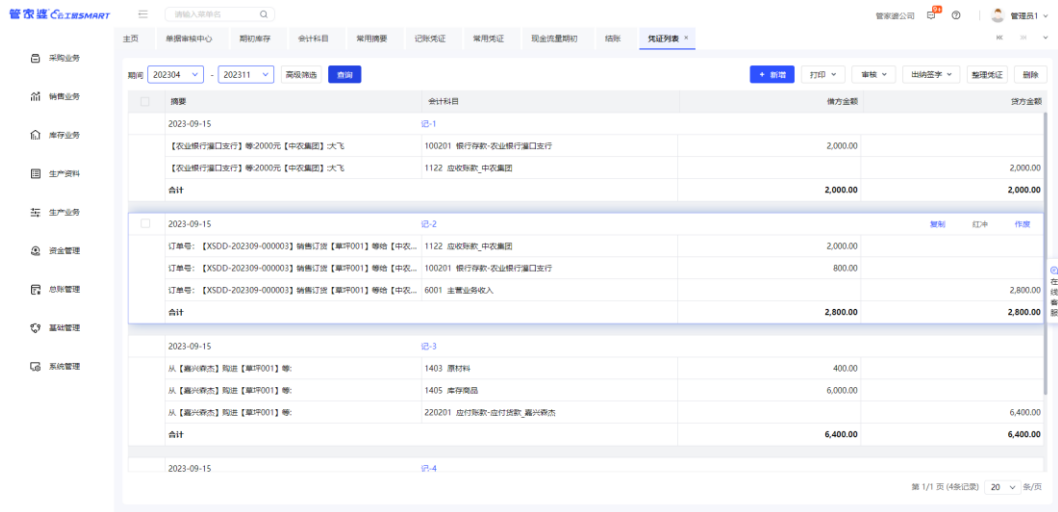 管家婆 云工贸SMART
请输入菜单名
管家婆公司 9+ 管理员1
主页 单据审核中心 期初库存 会计科目 常用摘要 记账凭证 常用凭证 现金流量期初 结账 凭证列表 ×
采购业务
销售业务
库存业务
生产资料
生产业务
资金管理
总账管理
基础管理
系统管理
期间 202304 - 202311 高级筛选 查询 + 新增 打印 审核 出纳签字 整理凭证 删除
摘要 会计科目 借方金额 贷方金额
2023-09-15 记-1
【农业银行灞口支行】等:2000元【中农集团】:大飞 100201 银行存款-农业银行灞口支行 2,000.00
【农业银行灞口支行】等:2000元【中农集团】:大飞 1122 应收账款_中农集团 2,000.00
合计 2,000.00 2,000.00
2023-09-15 记-2 复制 红冲 作废
订单号: 【XSDD-202309-000003】销售订货【草坪001】等给【中农... 1122 应收账款_中农集团 2,000.00
订单号: 【XSDD-202309-000003】销售订货【草坪001】等给【中农... 100201 银行存款-农业银行灞口支行 800.00
订单号: 【XSDD-202309-000003】销售订货【草坪001】等给【中农... 6001 主营业务收入 2,800.00
合计 2,800.00 2,800.00
2023-09-15 记-3
从【嘉兴森杰】购进【草坪001】等: 1403 原材料 400.00
从【嘉兴森杰】购进【草坪001】等: 1405 库存商品 6,000.00
从【嘉兴森杰】购进【草坪001】等: 220201 应付账款-应付货款_嘉兴森杰 6,400.00
合计 6,400.00 6,400.00
2023-09-15 记-4
第 1/1 页 (4条记录) 20 条/页
在线客服